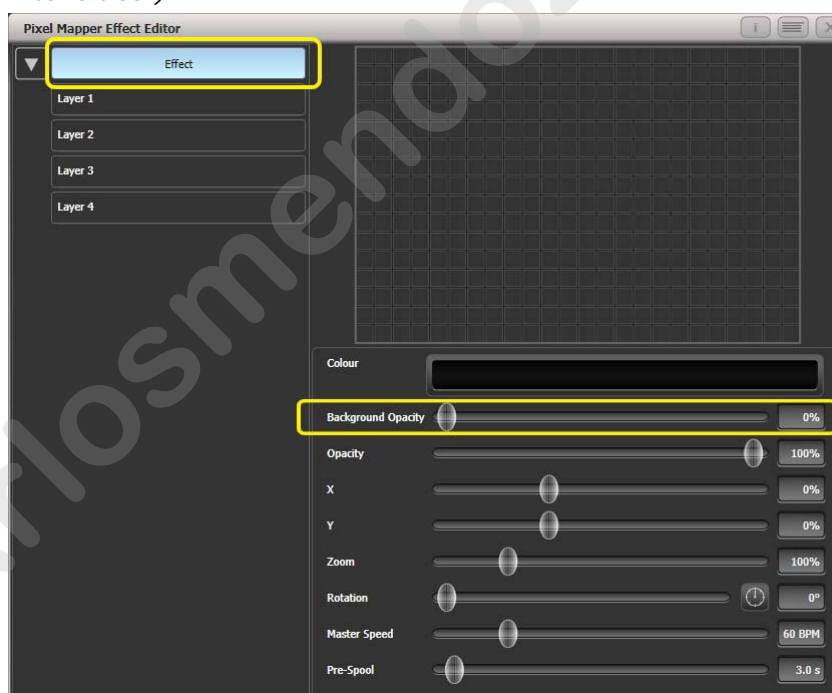 Pixel Mapper Effect Editor
Effect
Layer 1
Layer 2
Layer 3
Layer 4
Colour
Background Opacity 0%
Opacity 100%
X 0%
Y 0%
Zoom 100%
Rotation 0°
Master Speed 60 BPM
Pre-Spool 3.0 s